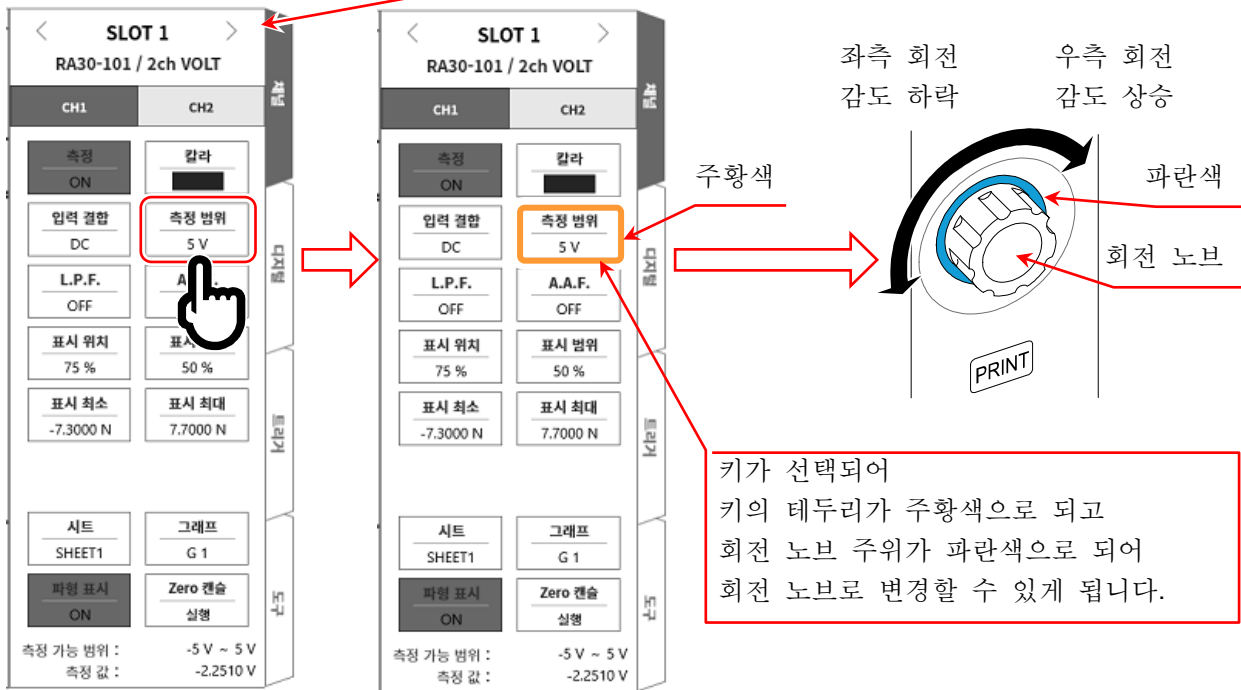 SLOT 1
RA30-101 / 2ch VOLT
CH1
CH2
측정
ON
칼라
입력 결합
DC
측정 범위
5 V
L.P.F.
OFF
표시 위치
75 %
50 %
표시 최소
-7.3000 N
표시 최대
7.7000 N
시트
SHEET1
그래프
G 1
파형 표시
ON
Zero 캔슬
실행
측정 가능 범위 :
-5 V ~ 5 V
측정 값 :
-2.2510 V
채널
디지털
트리거
도구
SLOT 1
RA30-101 / 2ch VOLT
CH1
CH2
측정
ON
칼라
입력 결합
DC
측정 범위
5 V
L.P.F.
OFF
A.A.F.
OFF
표시 위치
75 %
표시 범위
50 %
표시 최소
-7.3000 N
표시 최대
7.7000 N
시트
SHEET1
그래프
G 1
파형 표시
ON
Zero 캔슬
실행
측정 가능 범위 :
-5 V ~ 5 V
측정 값 :
-2.2510 V
채널
디지털
트리거
도구
주황색
좌측 회전
감도 하락
우측 회전
감도 상승
파란색
회전 노브
PRINT
키가 선택되어
키의 테두리가 주황색으로 되고
회전 노브 주위가 파란색으로 되어
회전 노브로 변경할 수 있게 됩니다.